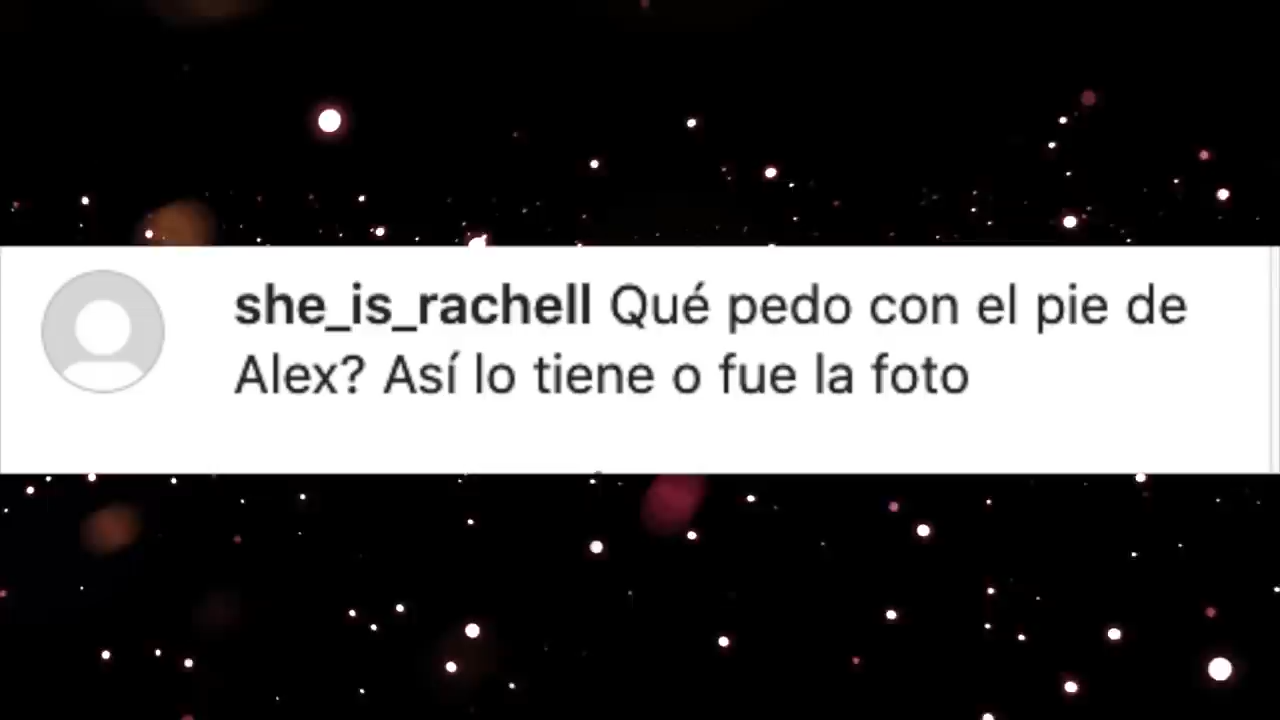 she_is_rachell Qué pedo con el pie de
Alex? Así lo tiene o fue la foto